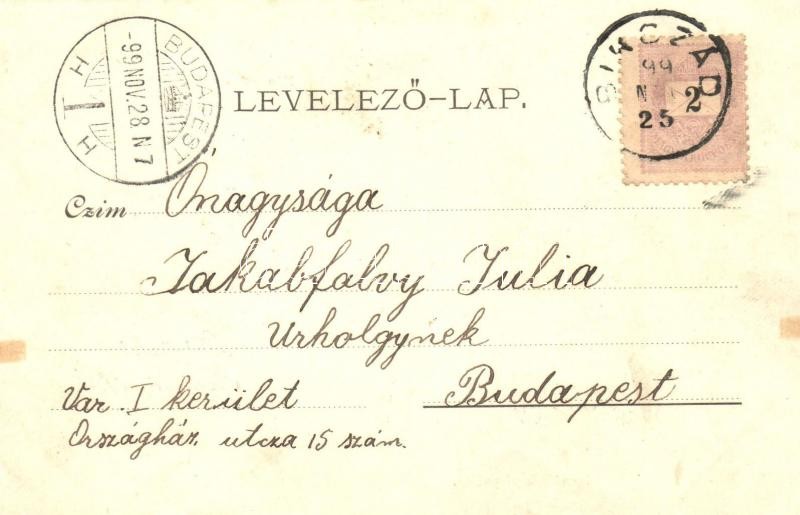 BUDAPEST
-99 NOV. 28. N 7
I H H
99
N
25
2
LEVELEZŐ-LAP.
Czim Őnagysága
Jakabfalvy Julia
Urholgynek
Var. I kerület Budapest
Országház. utcza 15 szám.